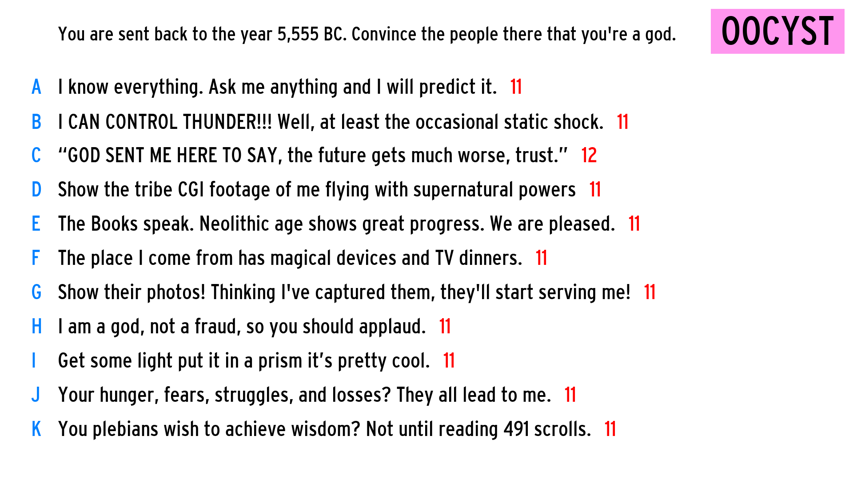 You are sent back to the year 5,555 BC. Convince the people there that you're a god.
OOCYST
A I know everything. Ask me anything and I will predict it. 11
B I CAN CONTROL THUNDER!!! Well, at least the occasional static shock. 11
C “GOD SENT ME HERE TO SAY, the future gets much worse, trust.” 12
D Show the tribe CGI footage of me flying with supernatural powers 11
E The Books speak. Neolithic age shows great progress. We are pleased. 11
F The place I come from has magical devices and TV dinners. 11
G Show their photos! Thinking I've captured them, they'll start serving me! 11
H I am a god, not a fraud, so you should applaud. 11
I Get some light put it in a prism it’s pretty cool. 11
J Your hunger, fears, struggles, and losses? They all lead to me. 11
K You plebians wish to achieve wisdom? Not until reading 491 scrolls. 11